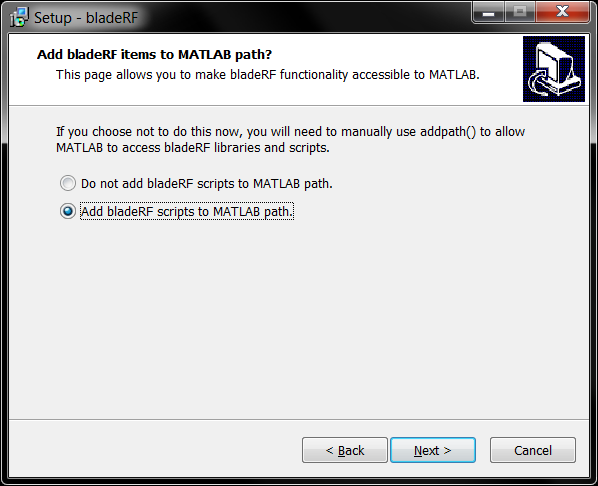 Setup - bladeRF
Add bladeRF items to MATLAB path?
This page allows you to make bladeRF functionality accessible to MATLAB.
If you choose not to do this now, you will need to manually use addpath() to allow
MATLAB to access bladeRF libraries and scripts.
Do not add bladeRF scripts to MATLAB path.
Add bladeRF scripts to MATLAB path.
< Back
Next >
Cancel